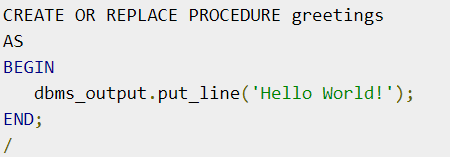 CREATE OR REPLACE PROCEDURE greetings
AS
BEGIN
   dbms_output.put_line('Hello World!');
END;
/